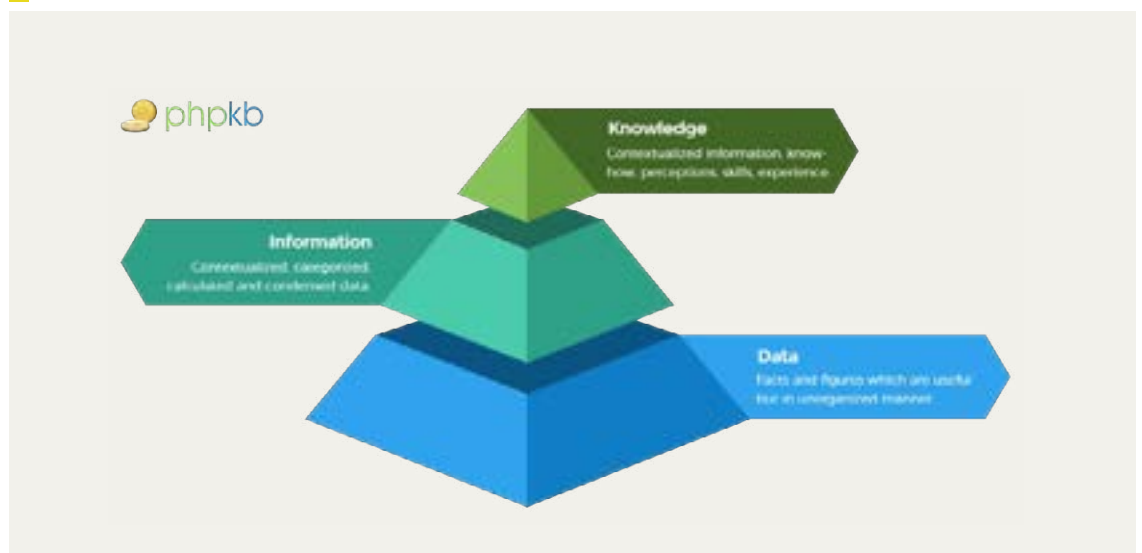 phpkb
Knowledge
Contextualized information, know-
how, perceptions, skills, experience
Information
Contextualized, categorized,
calculated and condensed data
Data
Facts and figures which are useful
but in unorganized manner